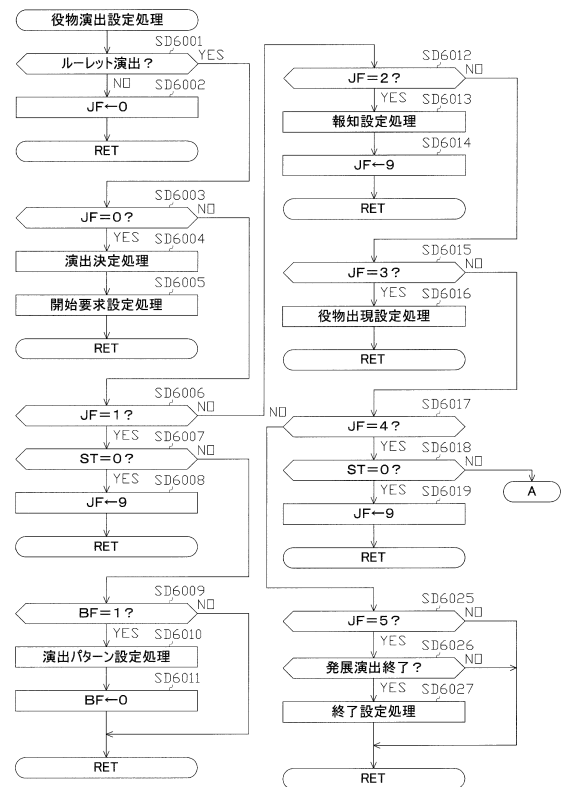 役物演出設定処理
SD6001
ルーレット演出？
YES
NO
SD6002
JF←0
RET
SD6003
JF=0？
NO
YES
SD6004
演出決定処理
SD6005
開始要求設定処理
RET
SD6006
JF=1？
NO
YES
SD6007
ST=0？
NO
YES
SD6008
JF←9
RET
SD6009
BF=1？
NO
YES
SD6010
演出パターン設定処理
SD6011
BF←0
RET
SD6012
JF=2？
NO
YES
SD6013
報知設定処理
SD6014
JF←9
RET
SD6015
JF=3？
NO
YES
SD6016
役物出現設定処理
RET
SD6017
NO
JF=4？
YES
SD6018
ST=0？
NO
A
YES
SD6019
JF←9
RET
SD6025
JF=5？
NO
YES
SD6026
発展演出終了？
NO
YES
SD6027
終了設定処理
RET